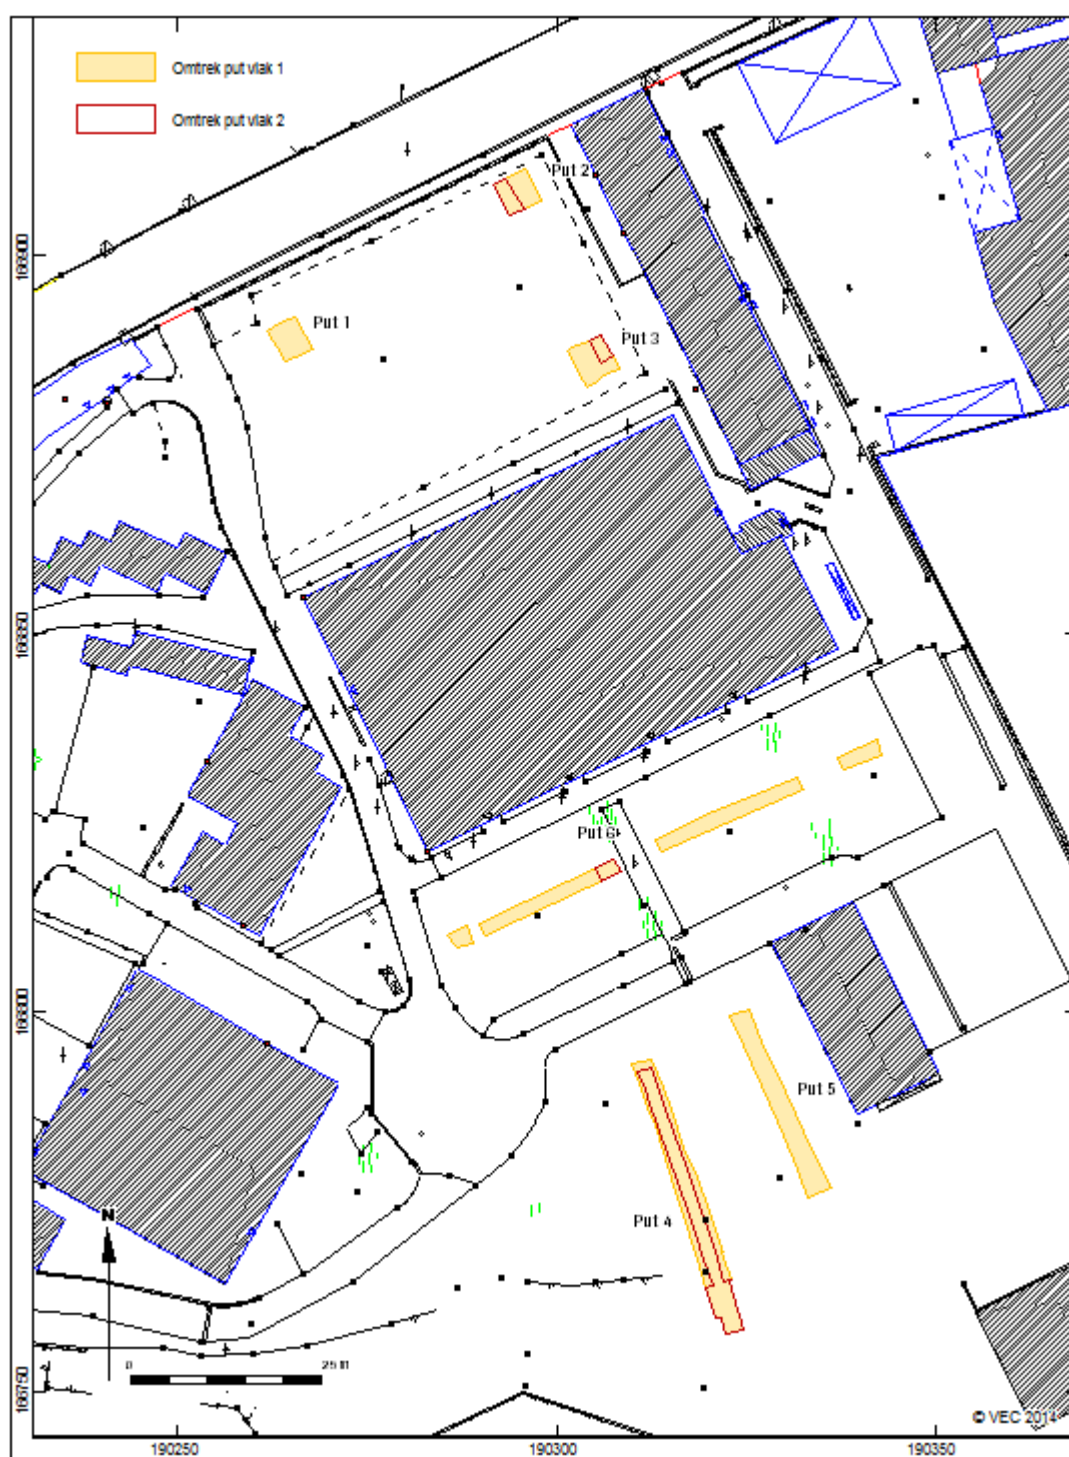 Omtrek put vlak 1
Omtrek put vlak 2
Put 2
Put 1
Put 3
Put 6
Put 5
Put 4
N
0
25 m
© VEC 2014
166900
166850
166800
166750
190250
190300
190350